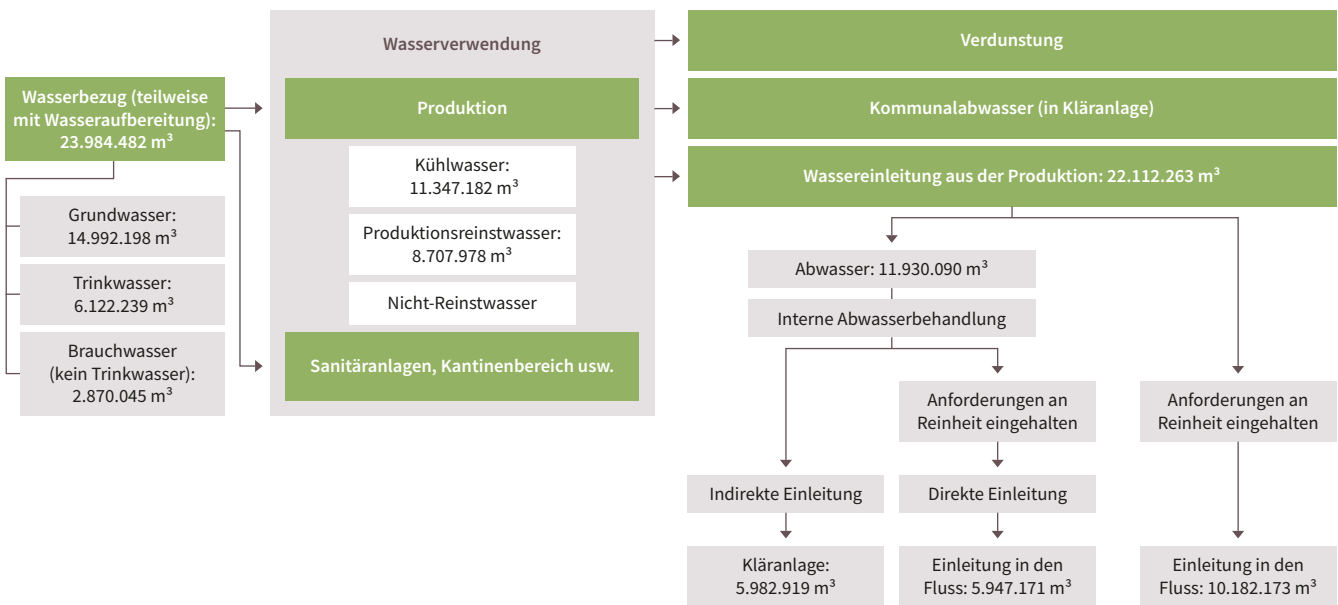 Wasserbezug (teilweise
mit Wasseraufbereitung):
23.984.482 m³
Grundwasser:
14.992.198 m³
Trinkwasser:
6.122.239 m³
Brauchwasser
(kein Trinkwasser):
2.870.045 m³
Wasserverwendung
Produktion
Kühlwasser:
11.347.182 m³
Produktionsreinstwasser:
8.707.978 m³
Nicht-Reinstwasser
Sanitäranlagen, Kantinenbereich usw.
Verdunstung
Kommunalabwasser (in Kläranlage)
Wassereinleitung aus der Produktion: 22.112.263 m³
Abwasser: 11.930.090 m³
Interne Abwasserbehandlung
Anforderungen an
Reinheit eingehalten
Anforderungen an
Reinheit eingehalten
Indirekte Einleitung
Direkte Einleitung
Kläranlage:
5.982.919 m³
Einleitung in den
Fluss: 5.947.171 m³
Einleitung in den
Fluss: 10.182.173 m³